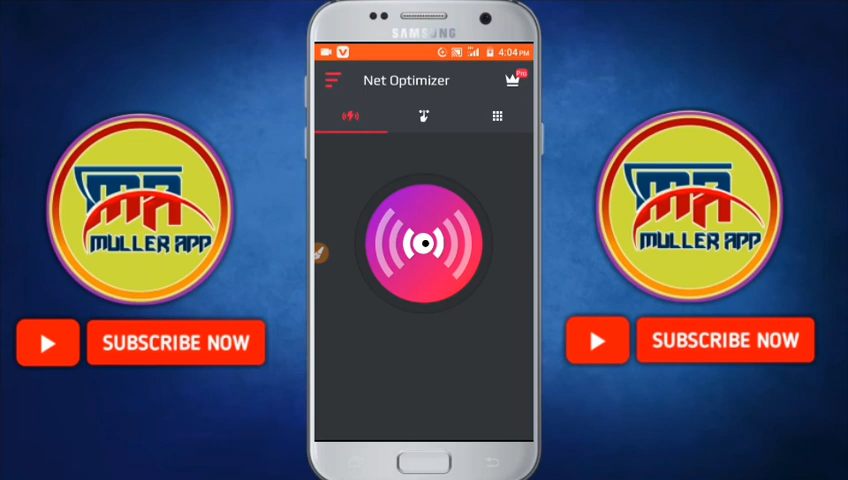 SAMSUNG
4:04 PM
Net Optimizer
Pro
MULLER APP
SUBSCRIBE NOW
MULLER APP
SUBSCRIBE NOW